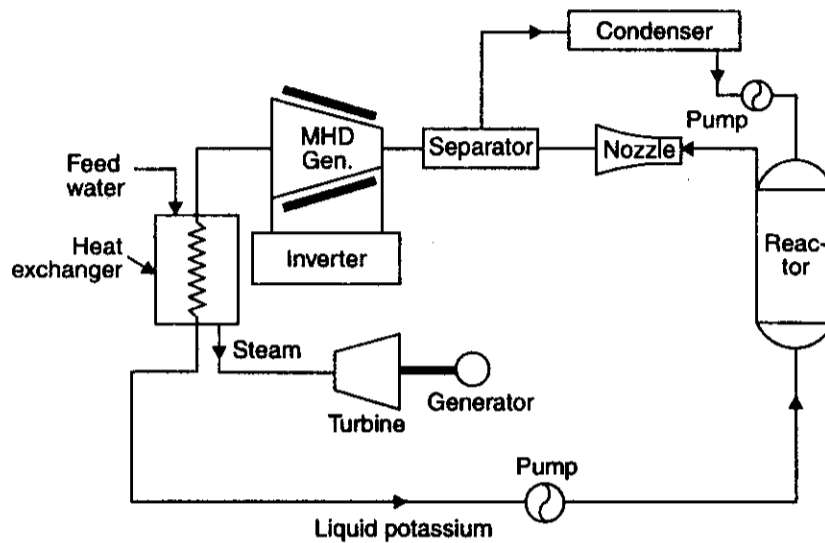 Condenser
Pump
MHD
Gen.
Separator
Nozzle
Feed
water
Heat
exchanger
Inverter
Reac-
tor
Steam
Turbine
Generator
Pump
Liquid potassium